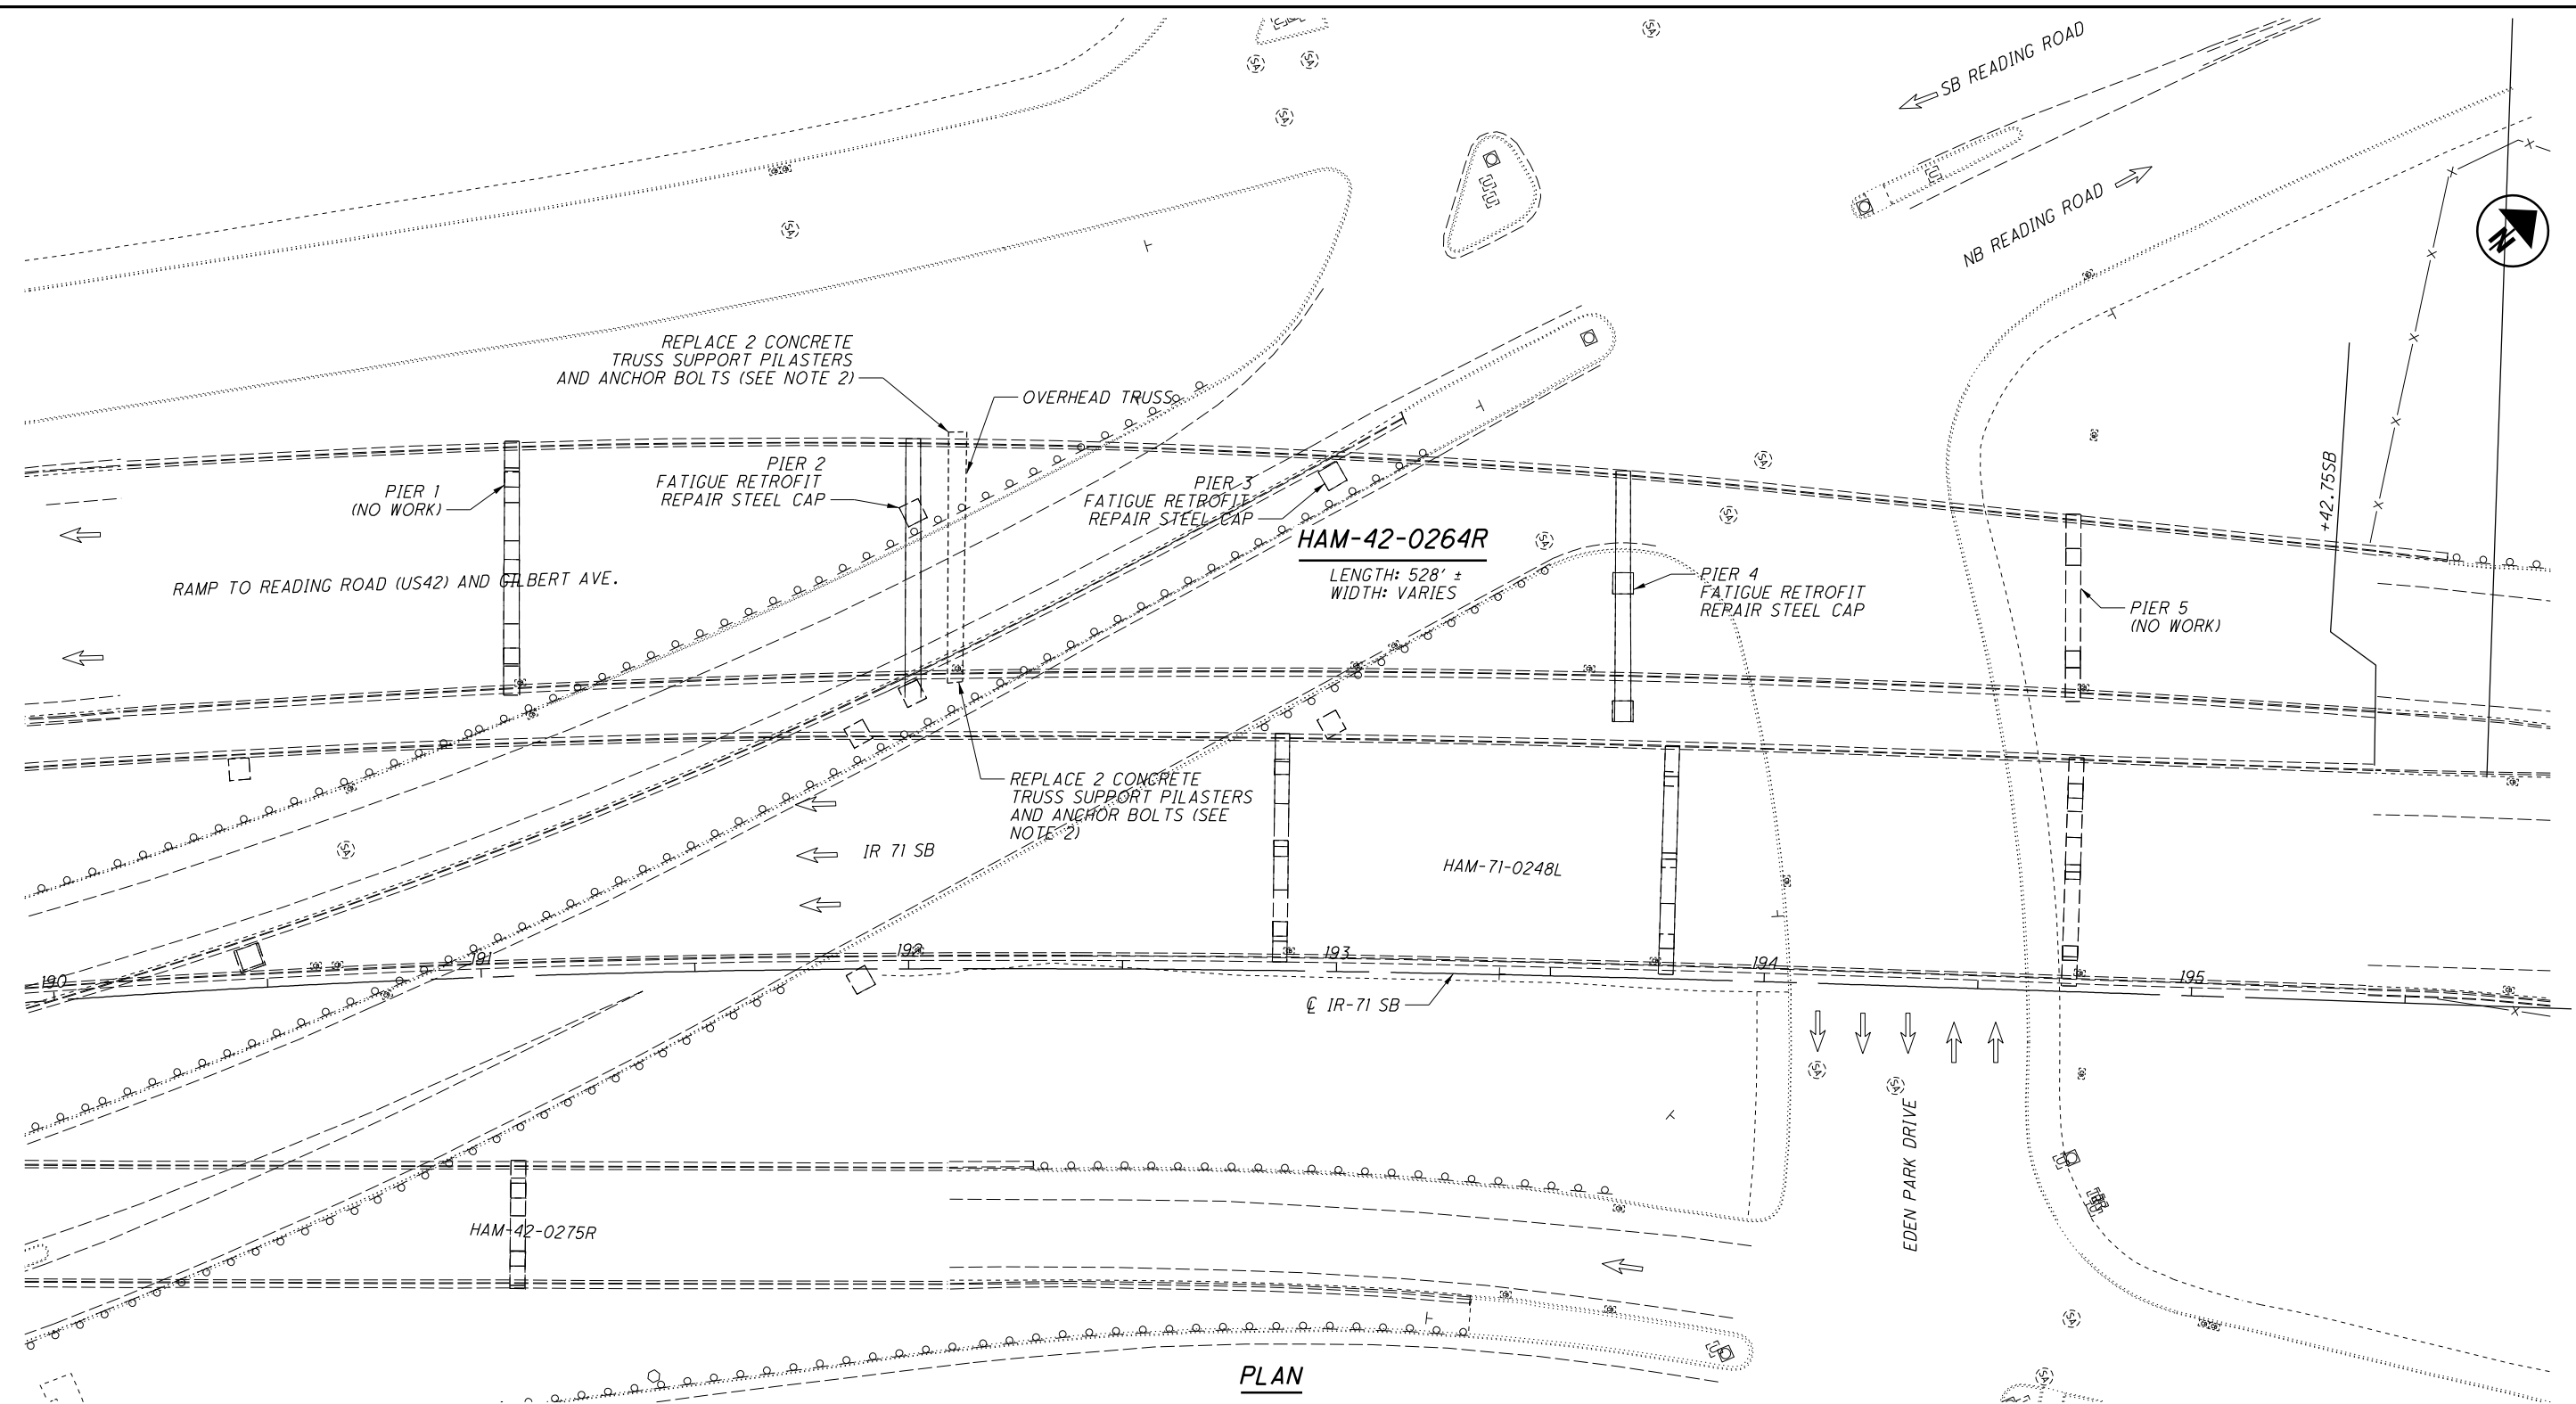 SB READING ROAD
NB READING ROAD
N
REPLACE 2 CONCRETE
TRUSS SUPPORT PILASTERS
AND ANCHOR BOLTS (SEE NOTE 2)
OVERHEAD TRUSS
PIER 1
(NO WORK)
PIER 2
FATIGUE RETROFIT
REPAIR STEEL CAP
PIER 3
FATIGUE RETROFIT
REPAIR STEEL CAP
HAM-42-0264R
LENGTH: 528' ±
WIDTH: VARIES
PIER 4
FATIGUE RETROFIT
REPAIR STEEL CAP
PIER 5
(NO WORK)
+42.75SB
RAMP TO READING ROAD (US42) AND GILBERT AVE.
REPLACE 2 CONCRETE
TRUSS SUPPORT PILASTERS
AND ANCHOR BOLTS (SEE
NOTE 2)
IR 71 SB
HAM-71-0248L
190
191
192
193
194
195
℄ IR-71 SB
EDEN PARK DRIVE
HAM-42-0275R
PLAN